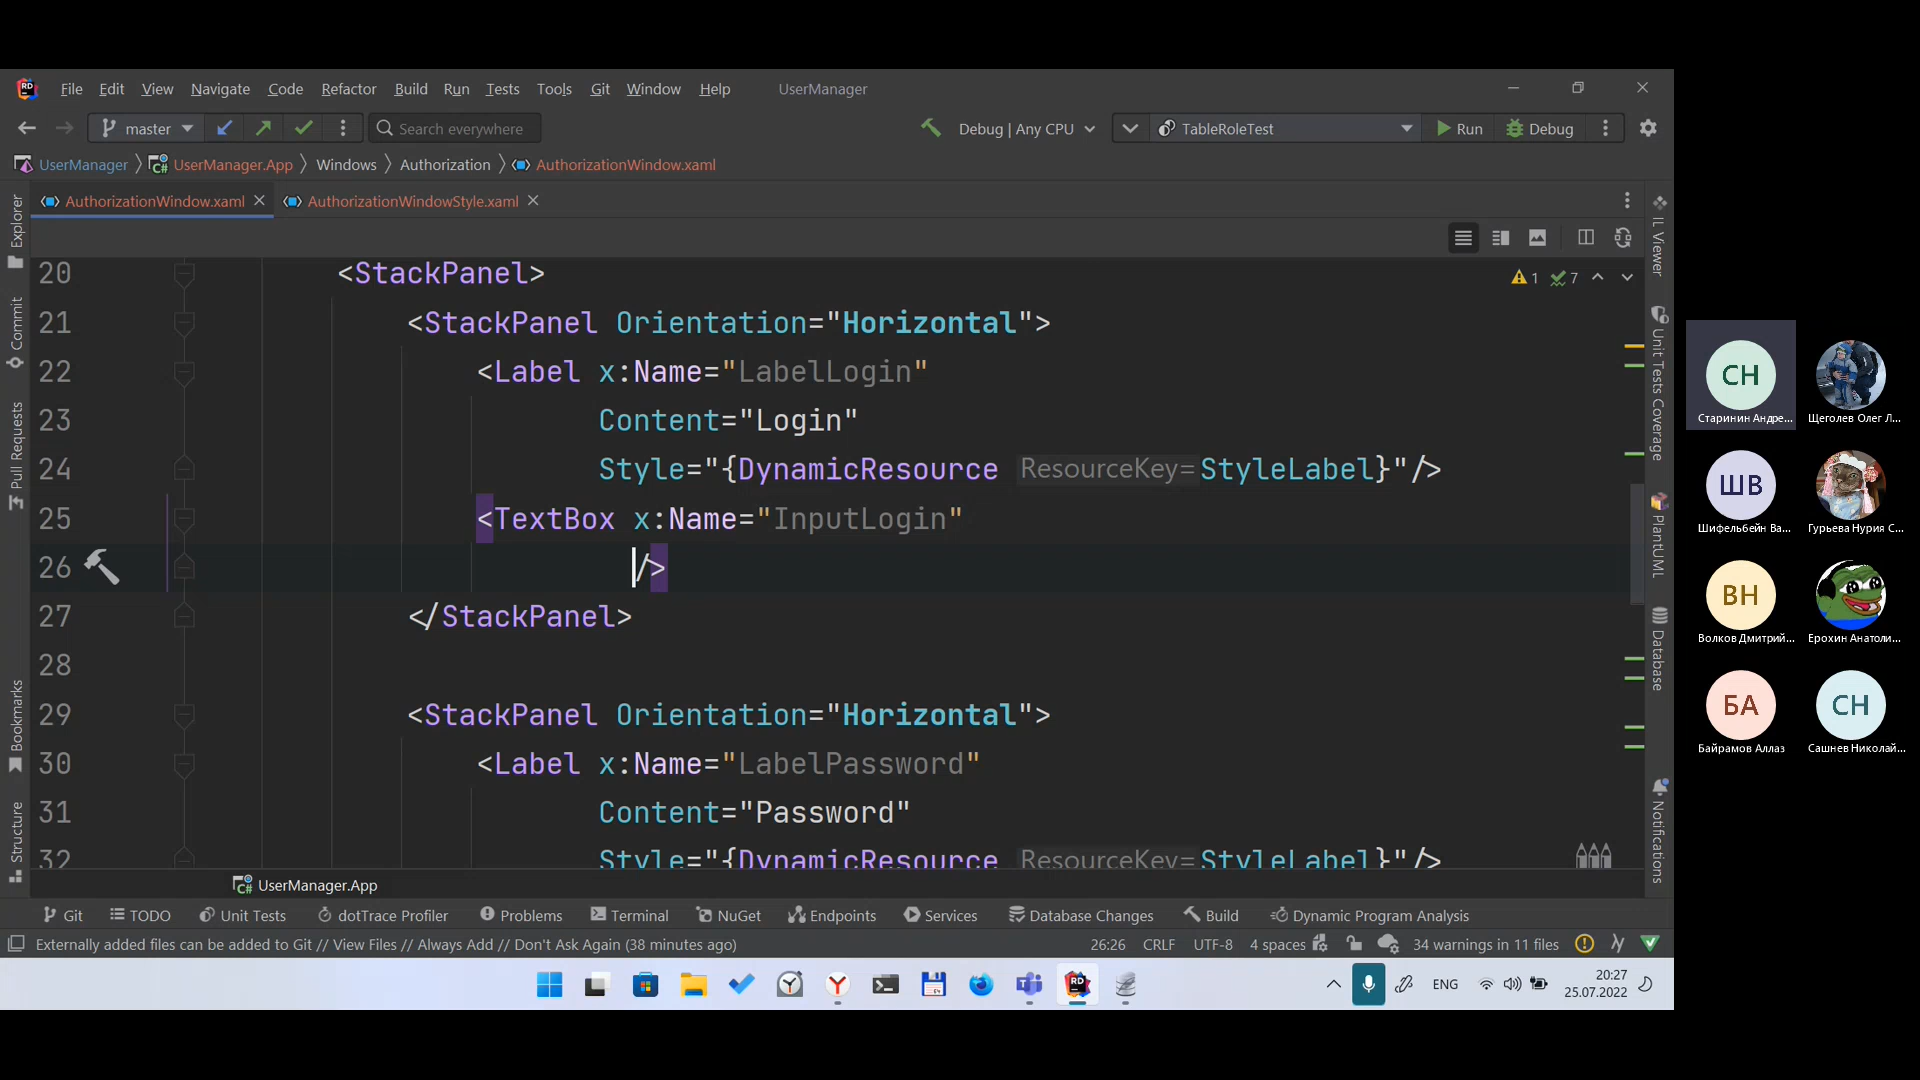 File Edit View Navigate Code Refactor Build Run Tests Tools Git Window Help UserManager
master Search everywhere Debug | Any CPU TableRoleTest Run Debug
UserManager UserManager.App Windows Authorization AuthorizationWindow.xaml
AuthorizationWindow.xaml AuthorizationWindowStyle.xaml
Explorer
Commit
Pull Requests
Bookmarks
Structure
1 7
20 <StackPanel>
21 <StackPanel Orientation="Horizontal">
22 <Label x:Name="LabelLogin"
23 Content="Login"
24 Style="{DynamicResource ResourceKey=StyleLabel}"/>
25 <TextBox x:Name="InputLogin"
26 />
27 </StackPanel>
28
29 <StackPanel Orientation="Horizontal">
30 <Label x:Name="LabelPassword"
31 Content="Password"
32 Style="{DynamicResource ResourceKey=StyleLabel}"/>
IL Viewer
Unit Tests Coverage
PlantUML
Database
Notifications
UserManager.App
Git TODO Unit Tests dotTrace Profiler Problems Terminal NuGet Endpoints Services Database Changes Build Dynamic Program Analysis
Externally added files can be added to Git // View Files // Always Add // Don't Ask Again (38 minutes ago) 26:26 CRLF UTF-8 4 spaces 34 warnings in 11 files
ENG 20:27
25.07.2022
СН
Старинин Андре... Щеголев Олег Л...
ШВ
Шифельбейн Ва... Гурьева Нурия С...
ВН
Волков Дмитрий... Ерохин Анатоли...
БА СН
Байрамов Аллаз Сашнев Николай...